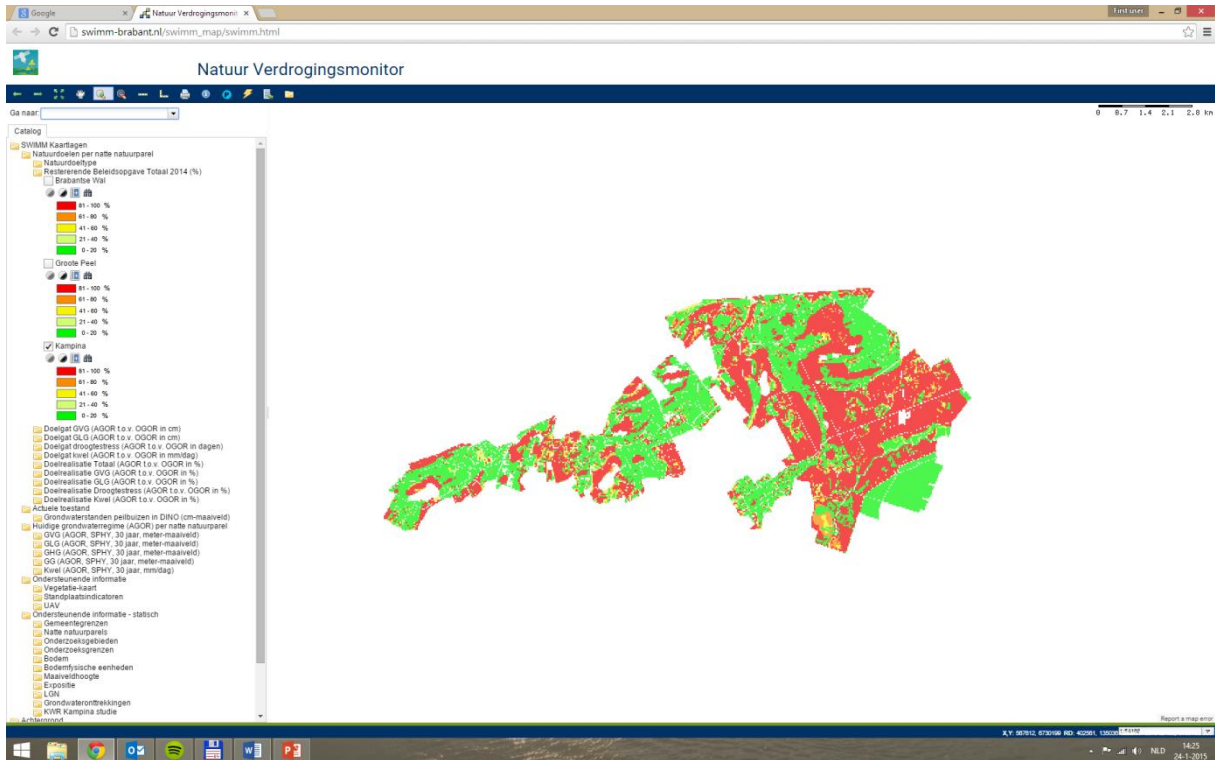 Google
Natuur Verdrogingsmonit
First user
swimm-brabant.nl/swimm_map/swimm.html
Natuur Verdrogingsmonitor
Ga naar:
0 0.7 1.4 2.1 2.8 km
Catalog
SWIMM Kaartlagen
Natuurdoelen per natte natuurparel
Natuurdoeltype
Resterende Beleidsopgave Totaal 2014 (%)
Brabantse Wal
81 - 100 %
61 - 80 %
41 - 60 %
21 - 40 %
0 - 20 %
Groote Peel
81 - 100 %
61 - 80 %
41 - 60 %
21 - 40 %
0 - 20 %
Kampina
81 - 100 %
61 - 80 %
41 - 60 %
21 - 40 %
0 - 20 %
Doelgat GVG (AGOR t.o.v. OGOR in cm)
Doelgat GLG (AGOR t.o.v. OGOR in cm)
Doelgat droogtestress (AGOR t.o.v. OGOR in dagen)
Doelgat kwel (AGOR t.o.v. OGOR in mm/dag)
Doelrealisatie Totaal (AGOR t.o.v. OGOR in %)
Doelrealisatie GVG (AGOR t.o.v. OGOR in %)
Doelrealisatie GLG (AGOR t.o.v. OGOR in %)
Doelrealisatie Droogtestress (AGOR t.o.v. OGOR in %)
Doelrealisatie Kwel (AGOR t.o.v. OGOR in %)
Actuele toestand
Grondwaterstanden peilbuizen in DINO (cm-maaiveld)
Huidige grondwaterregime (AGOR) per natte natuurparel
GVG (AGOR, SPHY, 30 jaar, meter-maaiveld)
GLG (AGOR, SPHY, 30 jaar, meter-maaiveld)
GHG (AGOR, SPHY, 30 jaar, meter-maaiveld)
GG (AGOR, SPHY, 30 jaar, meter-maaiveld)
Kwel (AGOR, SPHY, 30 jaar, mm/dag)
Ondersteunende informatie
Vegetatie-kaart
Standplaatsindicatoren
UAV
Ondersteunende informatie - statisch
Gemeentegrenzen
Natte natuurparels
Onderzoeksgebieden
Onderzoeksgrenzen
Bodem
Bodemfysische eenheden
Maaiveldhoogte
Expositie
LGN
Grondwateronttrekkingen
KWR Kampina studie
Achtergrond
Report a map error
X,Y: 567612, 6730199 RD: 402561,
NLD
14:25
24-1-2015